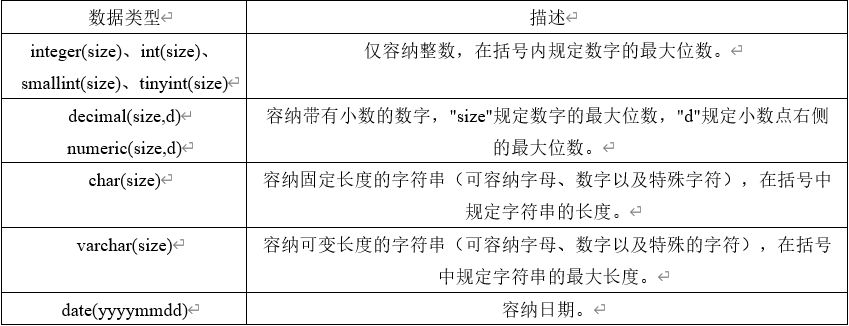 数据类型 描述
integer(size)、int(size)、
smallint(size)、tinyint(size)
仅容纳整数，在括号内规定数字的最大位数。
decimal(size,d)
numeric(size,d)
容纳带有小数的数字，"size"规定数字的最大位数，"d"规定小数点右侧
的最大位数。
char(size)
容纳固定长度的字符串（可容纳字母、数字以及特殊字符），在括号中
规定字符串的长度。
varchar(size)
容纳可变长度的字符串（可容纳字母、数字以及特殊的字符），在括号
中规定字符串的最大长度。
date(yyyymmdd) 容纳日期。